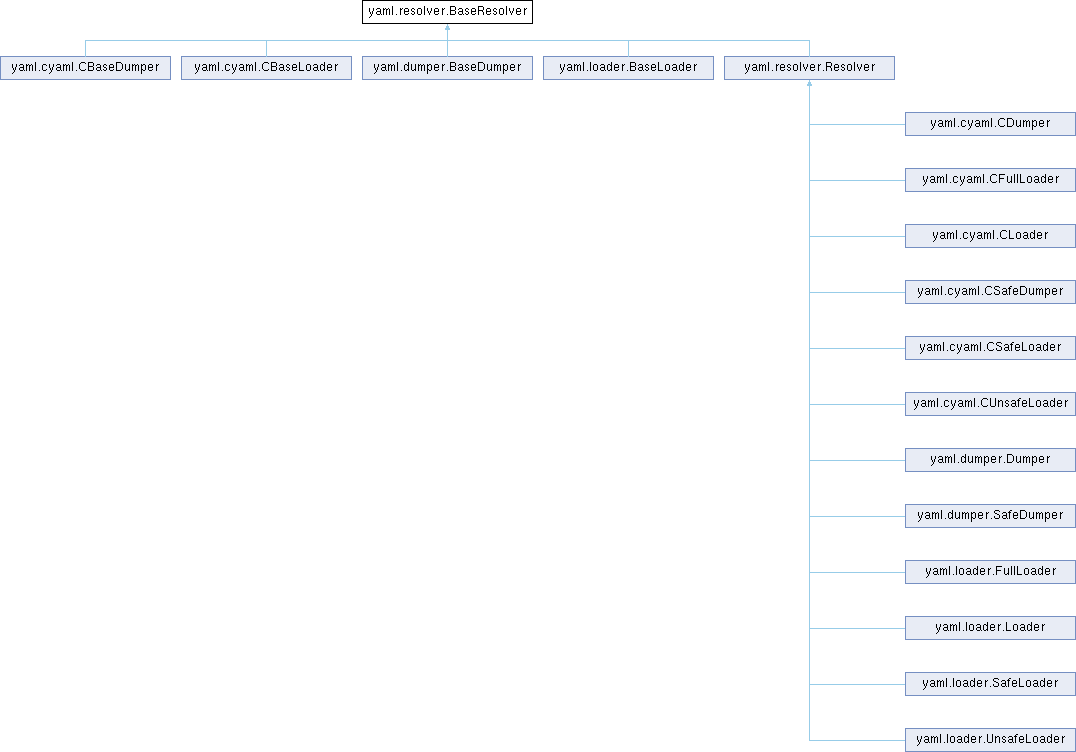 yaml.resolver.BaseResolver
yaml.cyaml.CBaseDumper
yaml.cyaml.CBaseLoader
yaml.dumper.BaseDumper
yaml.loader.BaseLoader
yaml.resolver.Resolver
yaml.cyaml.CDumper
yaml.cyaml.CFullLoader
yaml.cyaml.CLoader
yaml.cyaml.CSafeDumper
yaml.cyaml.CSafeLoader
yaml.cyaml.CUnsafeLoader
yaml.dumper.Dumper
yaml.dumper.SafeDumper
yaml.loader.FullLoader
yaml.loader.Loader
yaml.loader.SafeLoader
yaml.loader.UnsafeLoader